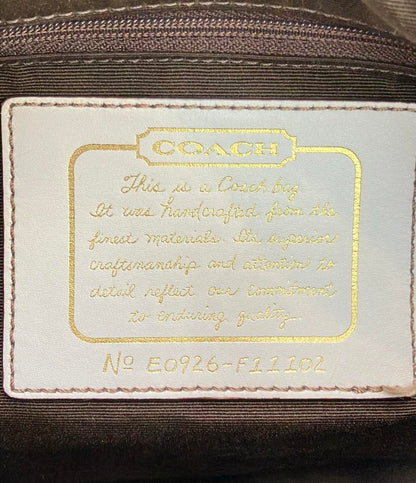 COACH
This is a Coach bag.
It was handcrafted from the
finest materials. Its superior
craftsmanship and attention to
detail reflect our commitment
to enduring quality.
Nº E0926-F11102